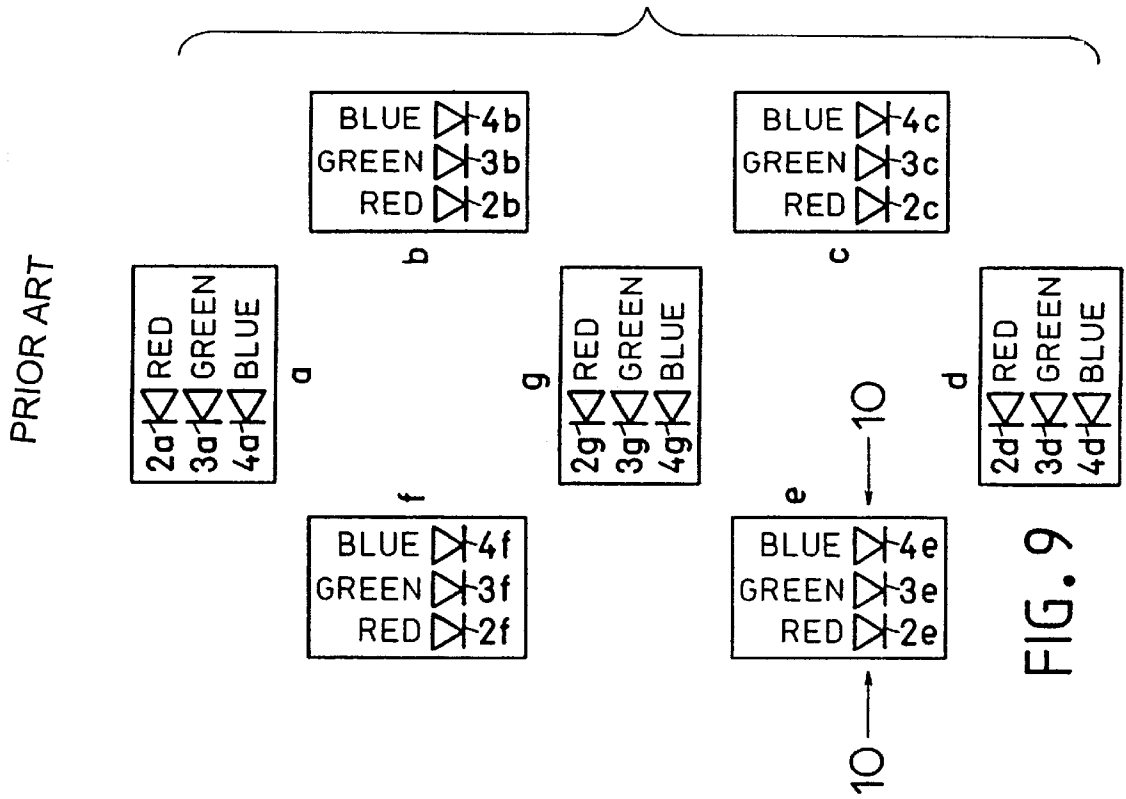 PRIOR ART
2a RED
3a GREEN
4a BLUE
a
BLUE 4f
GREEN 3f
RED 2f
f
BLUE 4b
GREEN 3b
RED 2b
b
g
2g RED
3g GREEN
4g BLUE
BLUE 4e
GREEN 3e
RED 2e
e
10
10
BLUE 4c
GREEN 3c
RED 2c
c
d
2d RED
3d GREEN
4d BLUE
FIG. 9